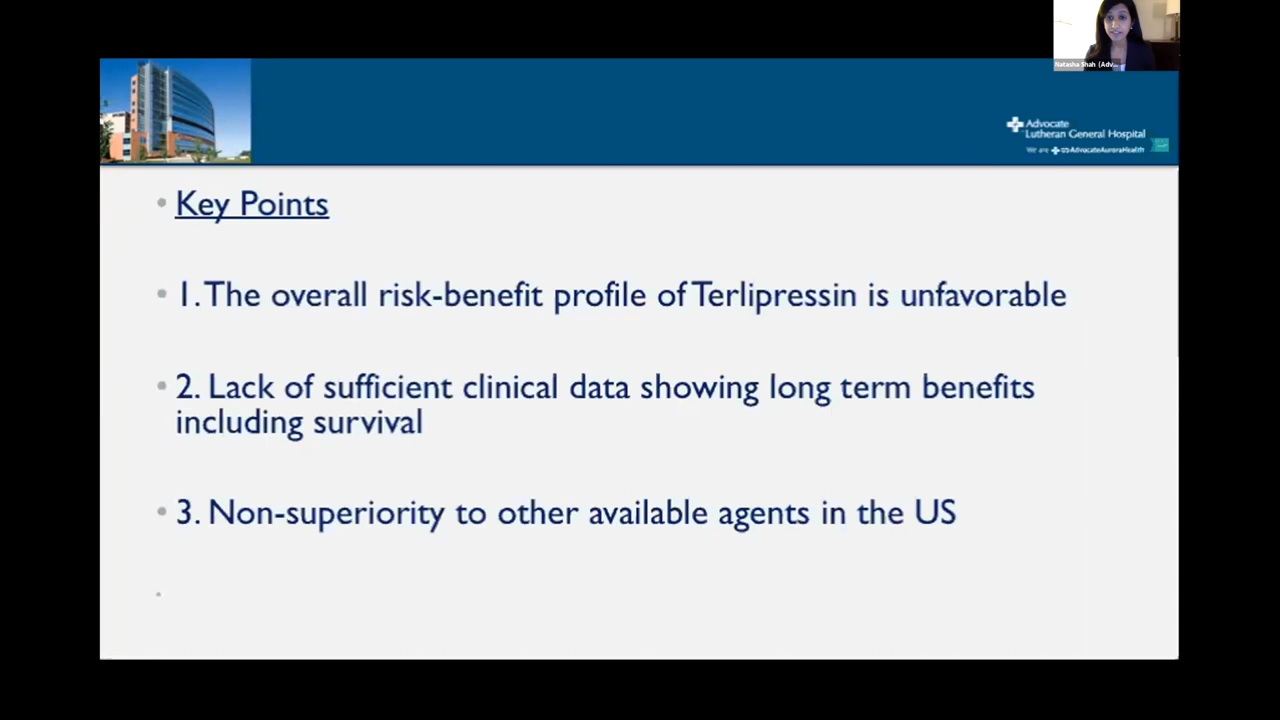 Natasha Shah (Adv...
Advocate
Lutheran General Hospital
We are AdvocateAuroraHealth
• Key Points
• 1. The overall risk-benefit profile of Terlipressin is unfavorable
• 2. Lack of sufficient clinical data showing long term benefits
including survival
• 3. Non-superiority to other available agents in the US
•